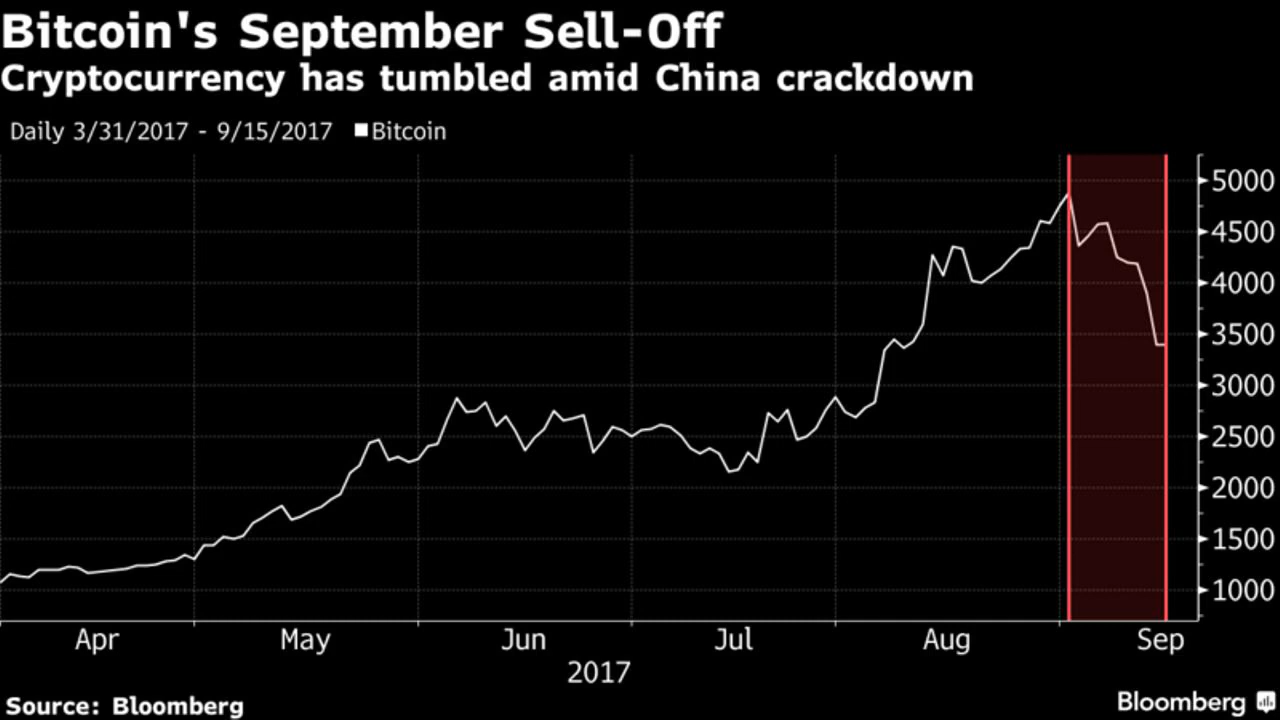 Bitcoin's September Sell-Off
Cryptocurrency has tumbled amid China crackdown
Daily 3/31/2017 - 9/15/2017 Bitcoin
5000
4500
4000
3500
3000
2500
2000
1500
1000
Apr May Jun Jul Aug Sep
2017
Source: Bloomberg
Bloomberg